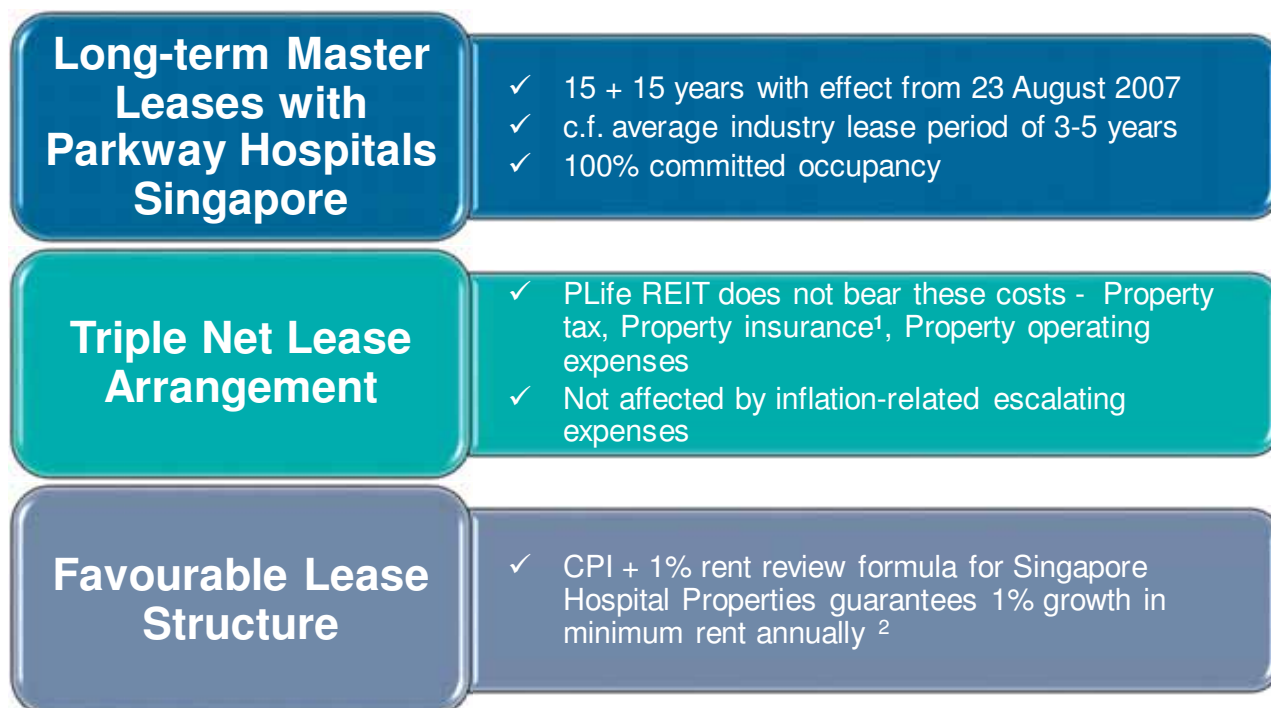 Long-term Master
Leases with
Parkway Hospitals
Singapore
✓ 15 + 15 years with effect from 23 August 2007
✓ c.f. average industry lease period of 3-5 years
✓ 100% committed occupancy
Triple Net Lease
Arrangement
✓ PLife REIT does not bear these costs - Property
tax, Property insurance¹, Property operating
expenses
✓ Not affected by inflation-related escalating
expenses
Favourable Lease
Structure
✓ CPI + 1% rent review formula for Singapore
Hospital Properties guarantees 1% growth in
minimum rent annually ²